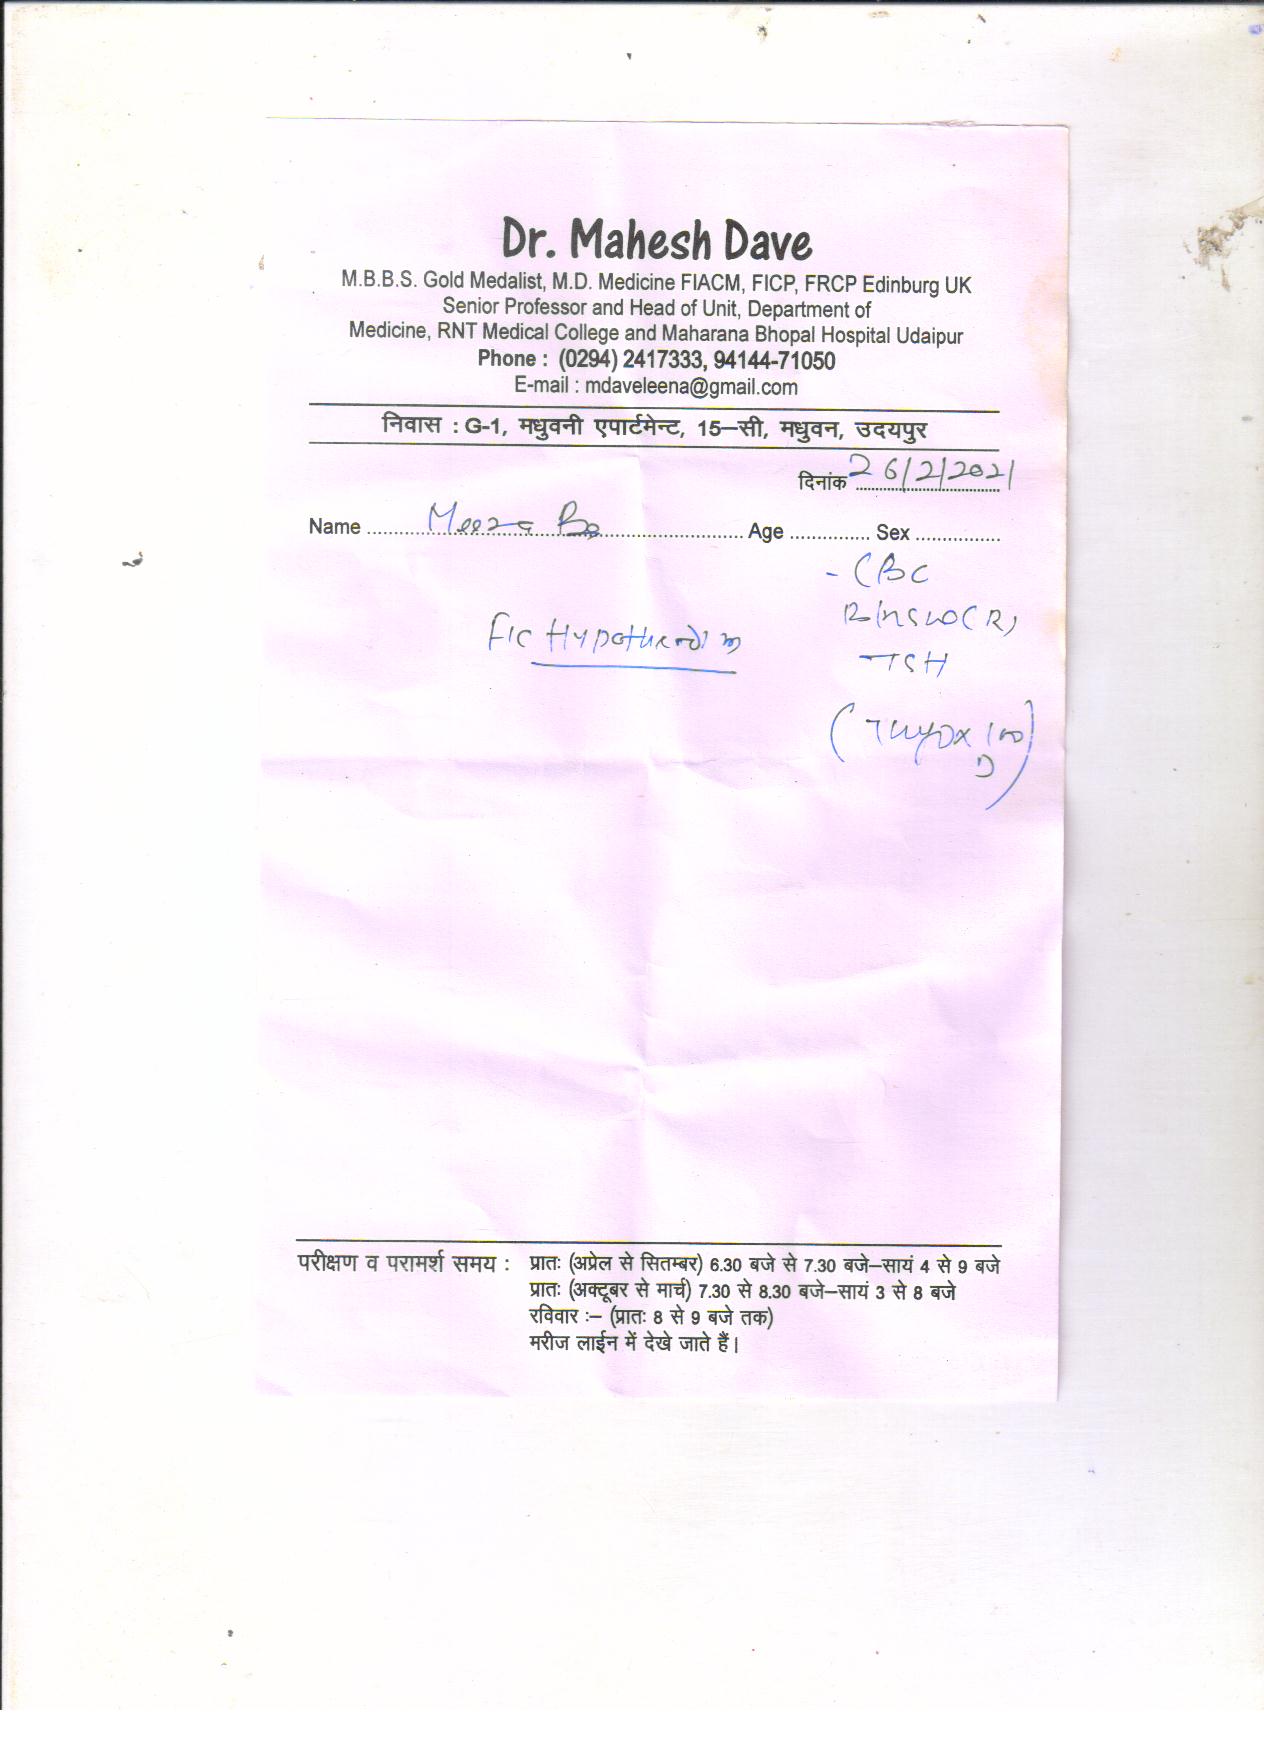 Dr. Mahesh Dave
M.B.B.S. Gold Medalist, M.D. Medicine FIACM, FICP, FRCP Edinburg UK
Senior Professor and Head of Unit, Department of
Medicine, RNT Medical College and Maharana Bhopal Hospital Udaipur
Phone : (0294) 2417333, 94144-71050
E-mail : mdaveleena@gmail.com
निवास : G-1, मधुवनी एपार्टमेन्ट, 15–सी, मधुवन, उदयपुर
दिनांक 26/2/2021
Name Meera Age Sex
- CBC
TSH
परीक्षण व परामर्श समय : प्रातः (अप्रेल से सितम्बर) 6.30 बजे से 7.30 बजे–सायं 4 से 9 बजे
प्रातः (अक्टूबर से मार्च) 7.30 से 8.30 बजे–सायं 3 से 8 बजे
रविवार :– (प्रातः 8 से 9 बजे तक)
मरीज लाईन में देखे जाते हैं।